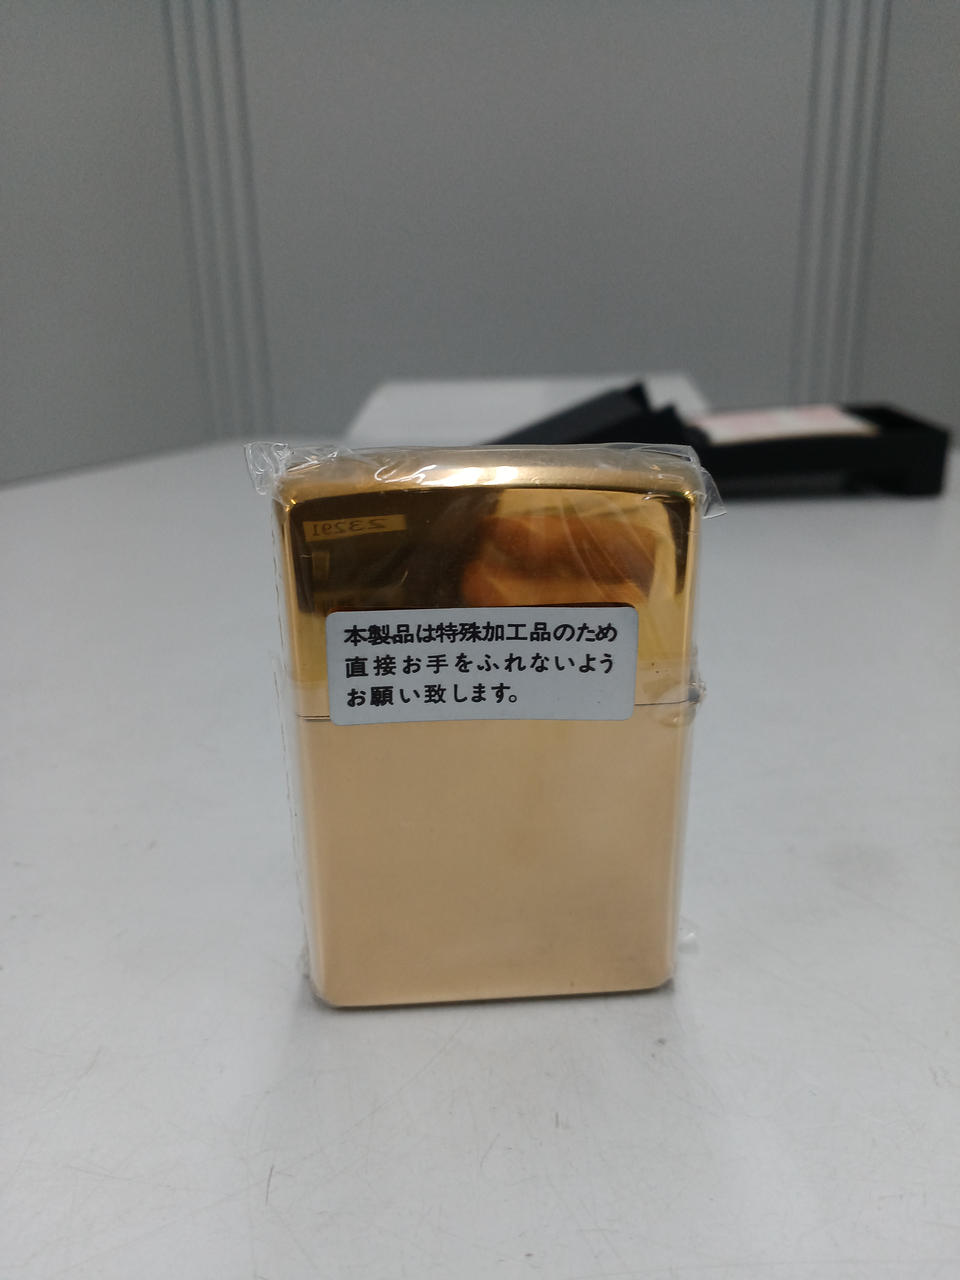 23291
本製品は特殊加工品のため
直接お手をふれないよう
お願い致します。